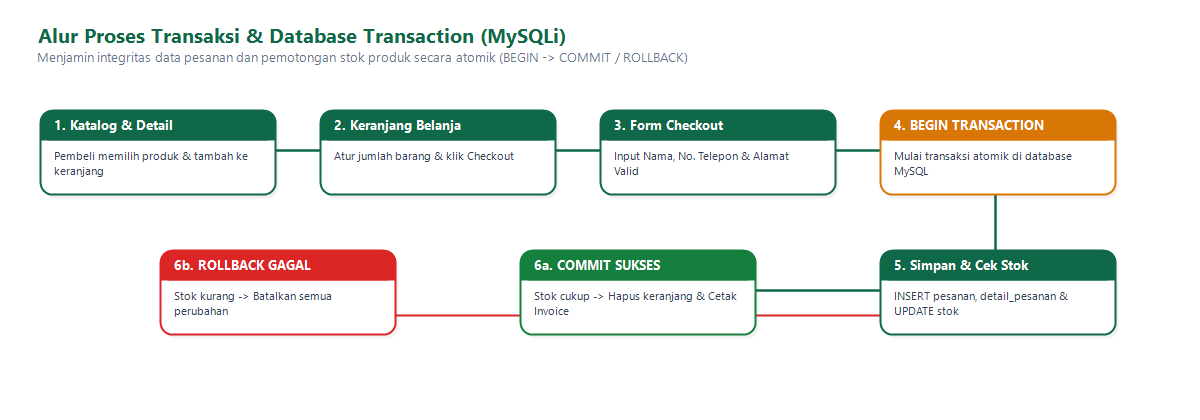 Alur Proses Transaksi & Database Transaction (MySQLi)
Menjamin integritas data pesanan dan pemotongan stok produk secara atomik (BEGIN -> COMMIT / ROLLBACK)
1. Katalog & Detail
Pembeli memilih produk & tambah ke
keranjang
2. Keranjang Belanja
Atur jumlah barang & klik Checkout
3. Form Checkout
Input Nama, No. Telepon & Alamat
Valid
4. BEGIN TRANSACTION
Mulai transaksi atomik di database
MySQL
5. Simpan & Cek Stok
INSERT pesanan, detail_pesanan &
UPDATE stok
6a. COMMIT SUKSES
Stok cukup -> Hapus keranjang & Cetak
Invoice
6b. ROLLBACK GAGAL
Stok kurang -> Batalkan semua
perubahan